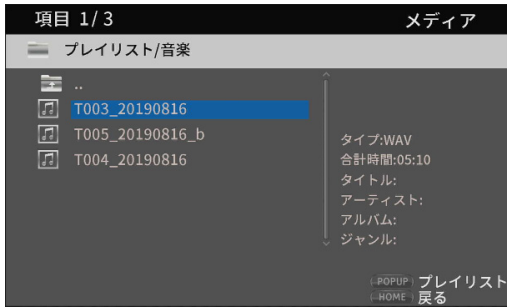 項目 1/3
メディア
プレイリスト/音楽
..
T003_20190816
T005_20190816_b
T004_20190816
タイプ:WAV
合計時間:05:10
タイトル:
アーティスト:
アルバム:
ジャンル:
POPUP プレイリスト
HOME 戻る